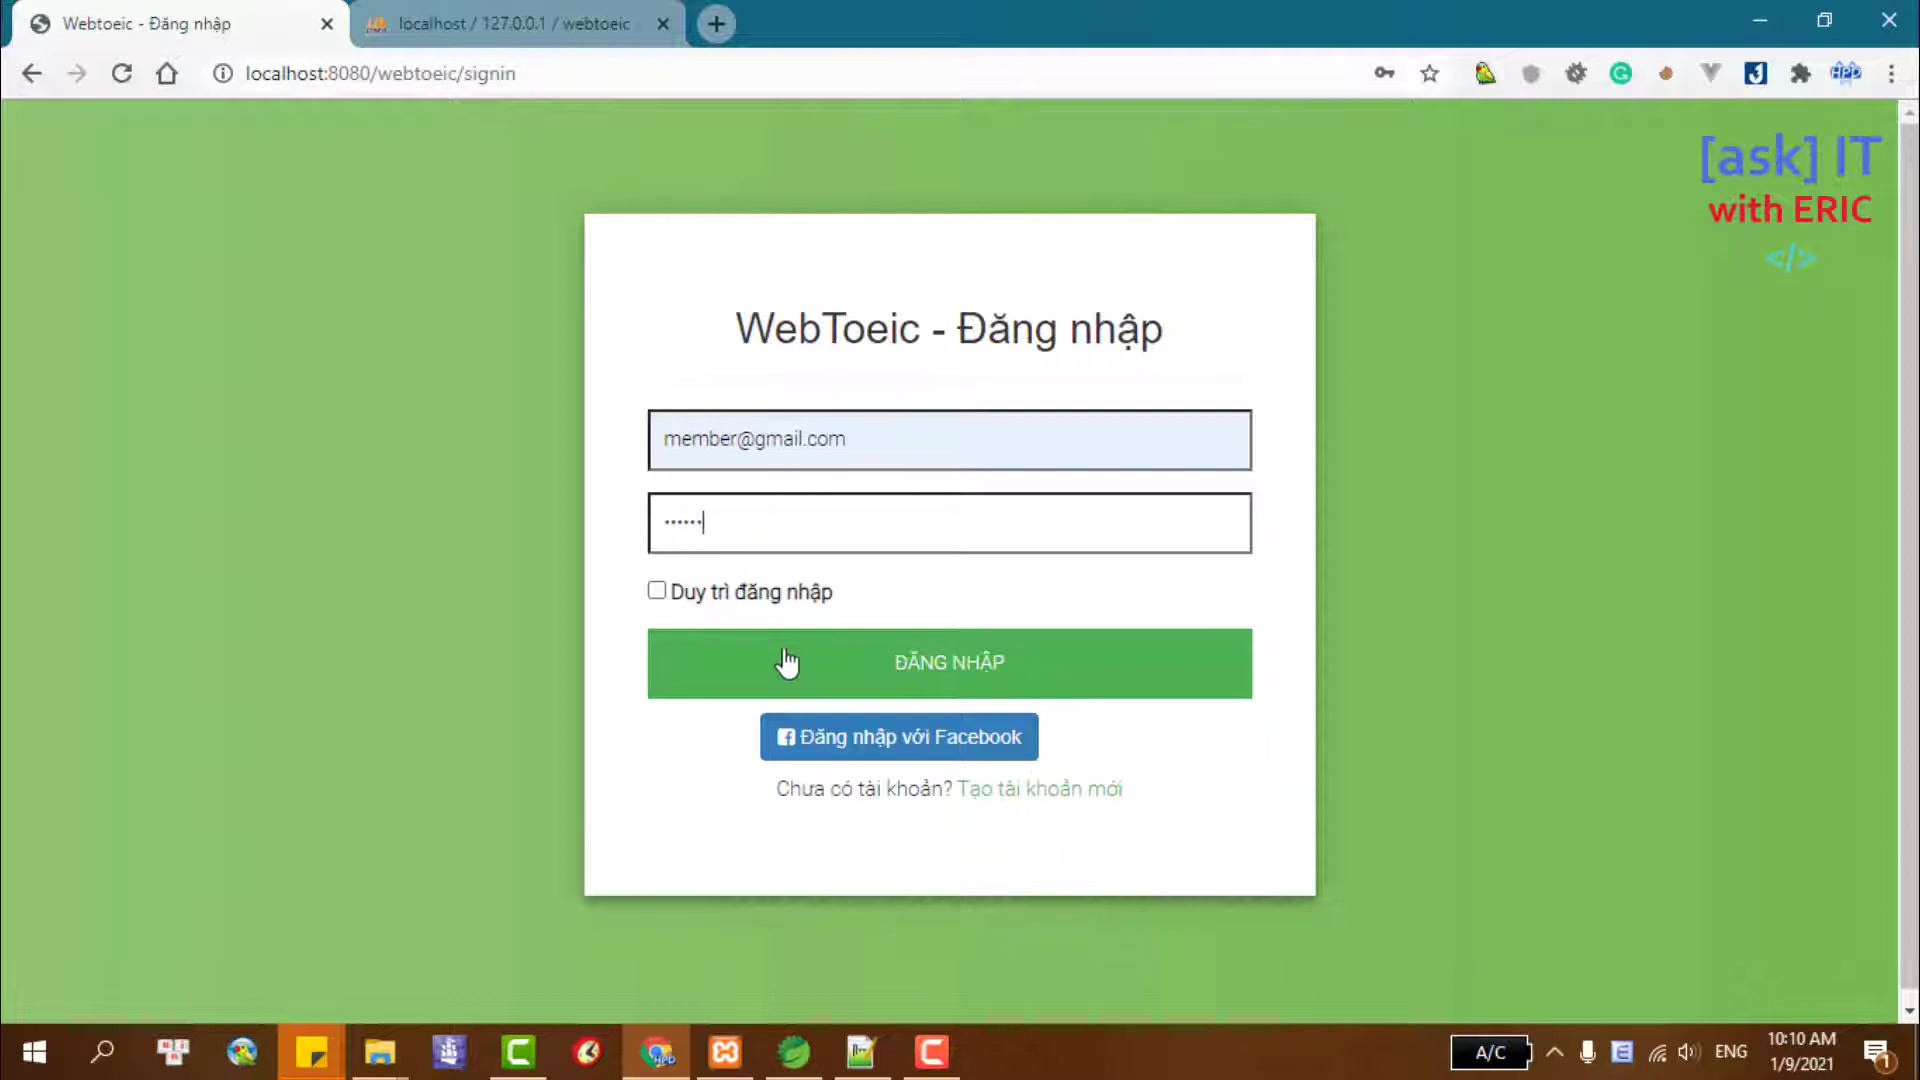 Webtoeic - Đăng nhập
localhost / 127.0.0.1 / webtoeic
localhost:8080/webtoeic/signin
[ask] IT
with ERIC
</>
WebToeic - Đăng nhập
member@gmail.com
Duy trì đăng nhập
ĐĂNG NHẬP
Đăng nhập với Facebook
Chưa có tài khoản? Tạo tài khoản mới
A/C
ENG
10:10 AM
1/9/2021
1